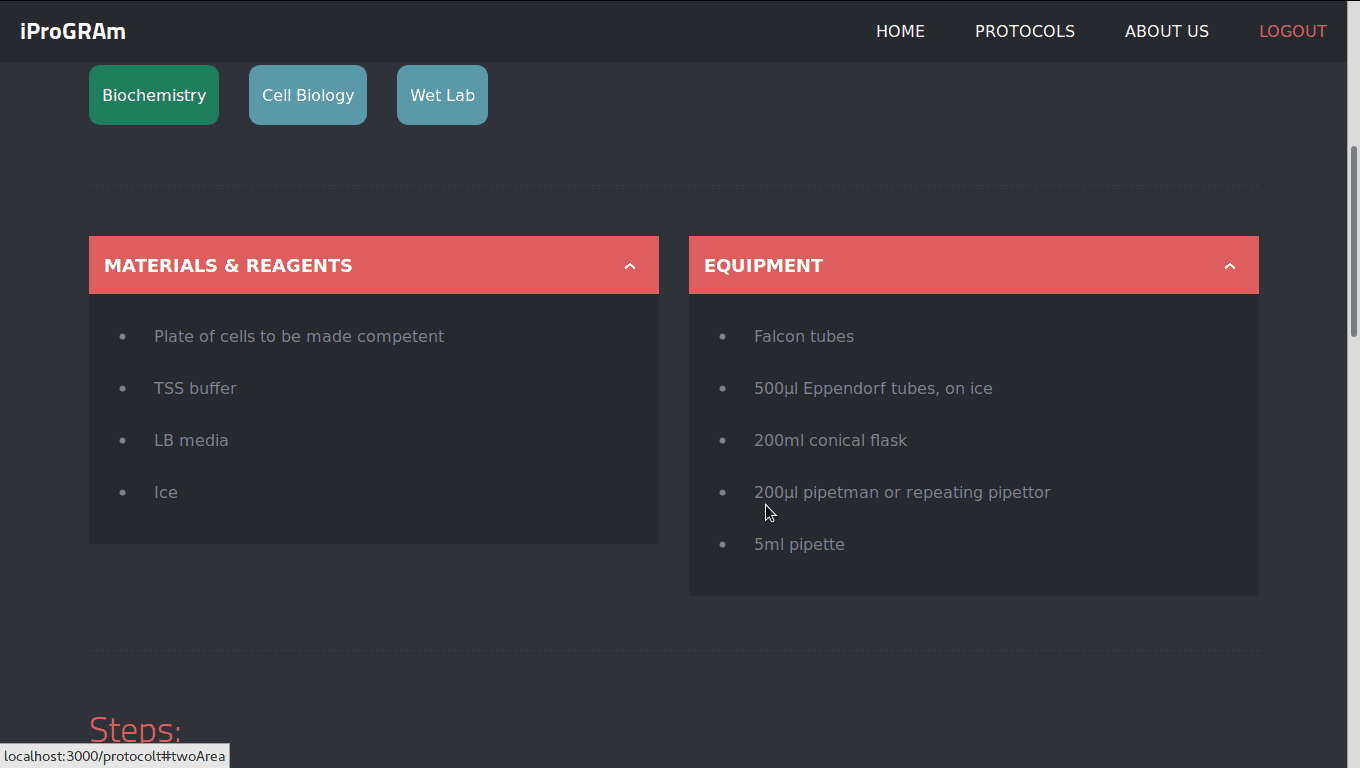 iProGRAm
HOME PROTOCOLS ABOUT US LOGOUT
Biochemistry Cell Biology Wet Lab
MATERIALS & REAGENTS
Plate of cells to be made competent
TSS buffer
LB media
Ice
EQUIPMENT
Falcon tubes
500µl Eppendorf tubes, on ice
200ml conical flask
200µl pipetman or repeating pipettor
5ml pipette
Steps:
localhost:3000/protocolt#twoArea